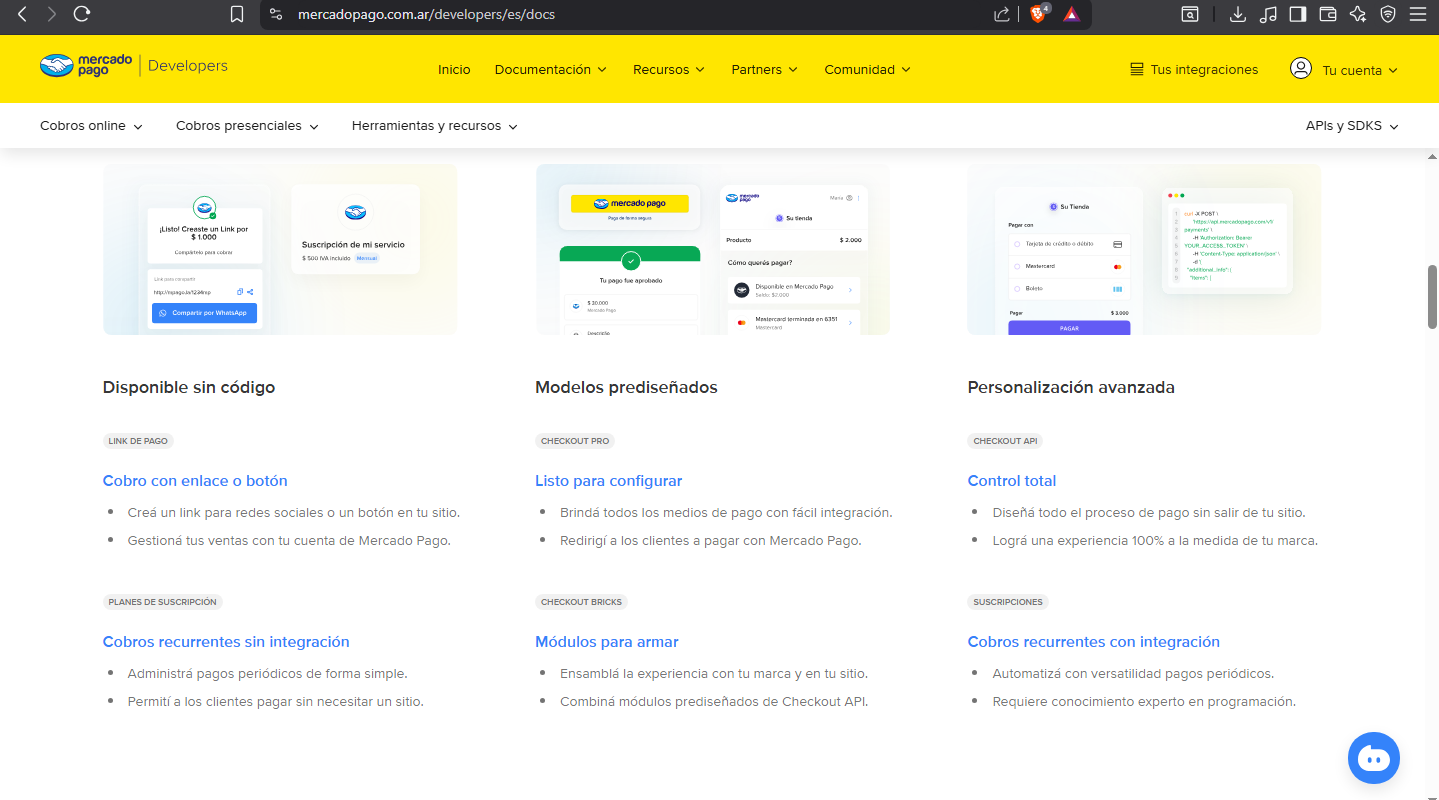 mercadopago.com.ar/developers/es/docs
4
mercado pago
Developers
Inicio
Documentación
Recursos
Partners
Comunidad
Tus integraciones
Tu cuenta
Cobros online
Cobros presenciales
Herramientas y recursos
APIs y SDKS
¡Listo! Creaste un Link por
$ 1.000
Compártelo para cobrar
Link para compartir
http://mpago.la/1234mp
Compartir por WhatsApp
Suscripción de mi servicio
$ 500 IVA incluido
Mensual
mercado pago
Pago de forma segura
Tu pago fue aprobado
$ 20.000
Mercado Pago
Descrição
mercado pago
Maria
Su tienda
Producto
$ 2.000
Cómo querés pagar?
Disponible en Mercado Pago
Saldo: $2.000
Mastercard terminada en 6351
Mastercard
Su Tienda
Pagar con
Tarjeta de crédito o débito
Mastercard
Boleto
Pagar
$ 3.000
PAGAR
1 curl -X POST \
2 'https://api.mercadopago.com/v1/
3 payments' \
4 -H 'Authorization: Bearer
5 YOUR_ACCESS_TOKEN' \
6 -H 'Content-Type: application/json' \
7 -d '{
8 "additional_info": {
9 "items": [
Disponible sin código
LINK DE PAGO
Cobro con enlace o botón
Creá un link para redes sociales o un botón en tu sitio.
Gestioná tus ventas con tu cuenta de Mercado Pago.
PLANES DE SUSCRIPCIÓN
Cobros recurrentes sin integración
Administrá pagos periódicos de forma simple.
Permití a los clientes pagar sin necesitar un sitio.
Modelos prediseñados
CHECKOUT PRO
Listo para configurar
Brindá todos los medios de pago con fácil integración.
Redirigí a los clientes a pagar con Mercado Pago.
CHECKOUT BRICKS
Módulos para armar
Ensamblá la experiencia con tu marca y en tu sitio.
Combiná módulos prediseñados de Checkout API.
Personalización avanzada
CHECKOUT API
Control total
Diseñá todo el proceso de pago sin salir de tu sitio.
Lográ una experiencia 100% a la medida de tu marca.
SUSCRIPCIONES
Cobros recurrentes con integración
Automatizá con versatilidad pagos periódicos.
Requiere conocimiento experto en programación.